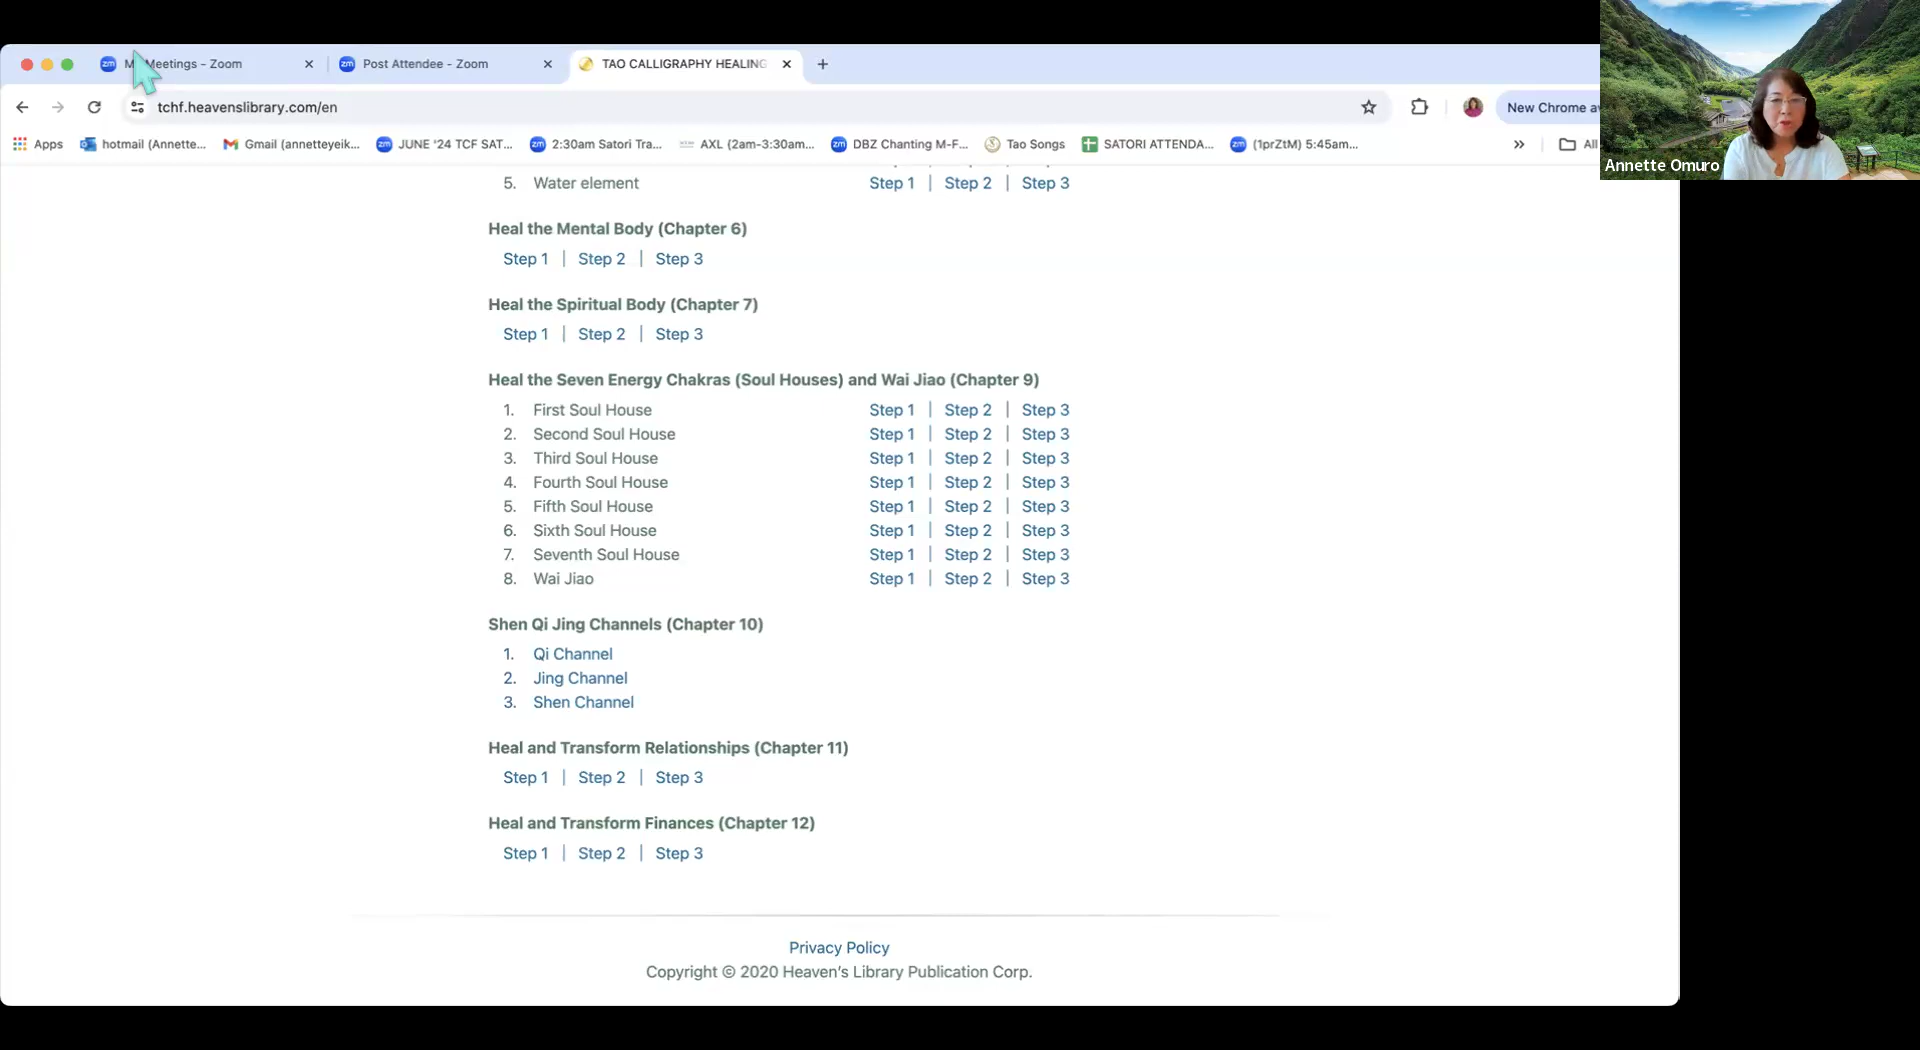 Meetings - Zoom
Post Attendee - Zoom
TAO CALLIGRAPHY HEALING
tchf.heavenslibrary.com/en
New Chrome av
Apps
hotmail (Annette...
Gmail (annetteyeik...
JUNE '24 TCF SAT...
2:30am Satori Tra...
AXL (2am-3:30am...
DBZ Chanting M-F...
Tao Songs
SATORI ATTENDA...
(1prZtM) 5:45am...
All
Annette Omuro
5. Water element Step 1 | Step 2 | Step 3
Heal the Mental Body (Chapter 6)
Step 1 | Step 2 | Step 3
Heal the Spiritual Body (Chapter 7)
Step 1 | Step 2 | Step 3
Heal the Seven Energy Chakras (Soul Houses) and Wai Jiao (Chapter 9)
1. First Soul House Step 1 | Step 2 | Step 3
2. Second Soul House Step 1 | Step 2 | Step 3
3. Third Soul House Step 1 | Step 2 | Step 3
4. Fourth Soul House Step 1 | Step 2 | Step 3
5. Fifth Soul House Step 1 | Step 2 | Step 3
6. Sixth Soul House Step 1 | Step 2 | Step 3
7. Seventh Soul House Step 1 | Step 2 | Step 3
8. Wai Jiao Step 1 | Step 2 | Step 3
Shen Qi Jing Channels (Chapter 10)
1. Qi Channel
2. Jing Channel
3. Shen Channel
Heal and Transform Relationships (Chapter 11)
Step 1 | Step 2 | Step 3
Heal and Transform Finances (Chapter 12)
Step 1 | Step 2 | Step 3
Privacy Policy
Copyright © 2020 Heaven's Library Publication Corp.